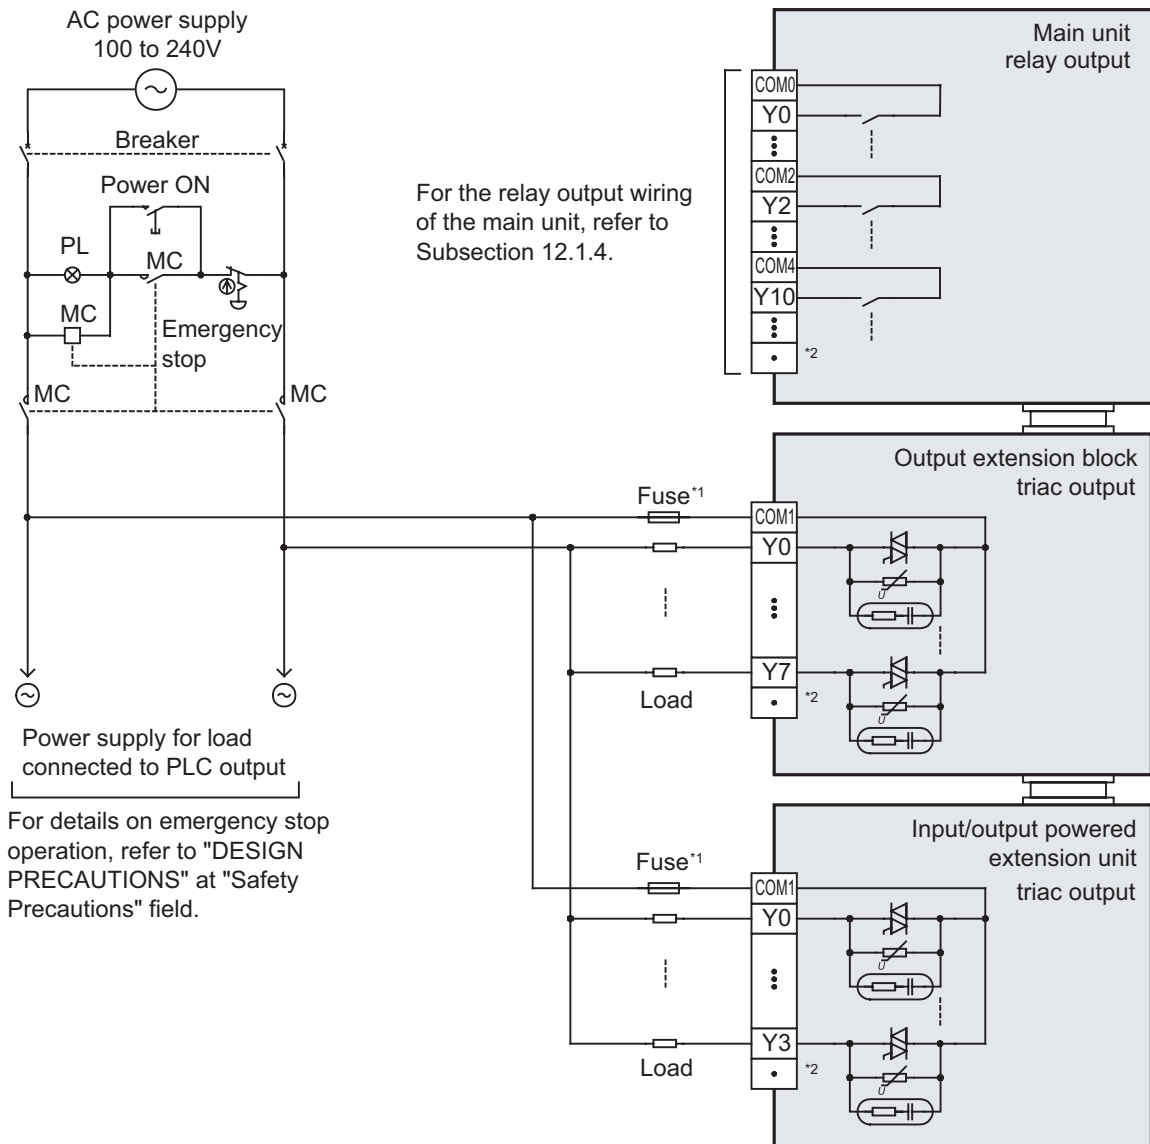 AC power supply
100 to 240V
Breaker
Power ON
PL
MC
MC
Emergency
stop
MC
MC
Power supply for load
connected to PLC output
For details on emergency stop
operation, refer to "DESIGN
PRECAUTIONS" at "Safety
Precautions" field.
For the relay output wiring
of the main unit, refer to
Subsection 12.1.4.
Main unit
relay output
COM0
Y0
COM2
Y2
COM4
Y10
*2
Output extension block
triac output
Fuse*1
COM1
Y0
U
Y7
Load
*2
U
Input/output powered
extension unit
triac output
Fuse*1
COM1
Y0
U
Y3
Load
*2
U